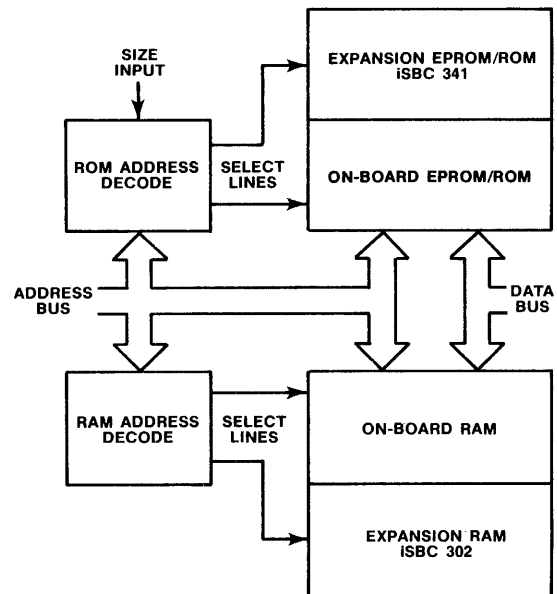 SIZE
INPUT
EXPANSION EPROM/ROM
iSBC 341
ROM ADDRESS
DECODE
SELECT
LINES
ON-BOARD EPROM/ROM
ADDRESS
BUS
DATA
BUS
RAM ADDRESS
DECODE
SELECT
LINES
ON-BOARD RAM
EXPANSION RAM
iSBC 302